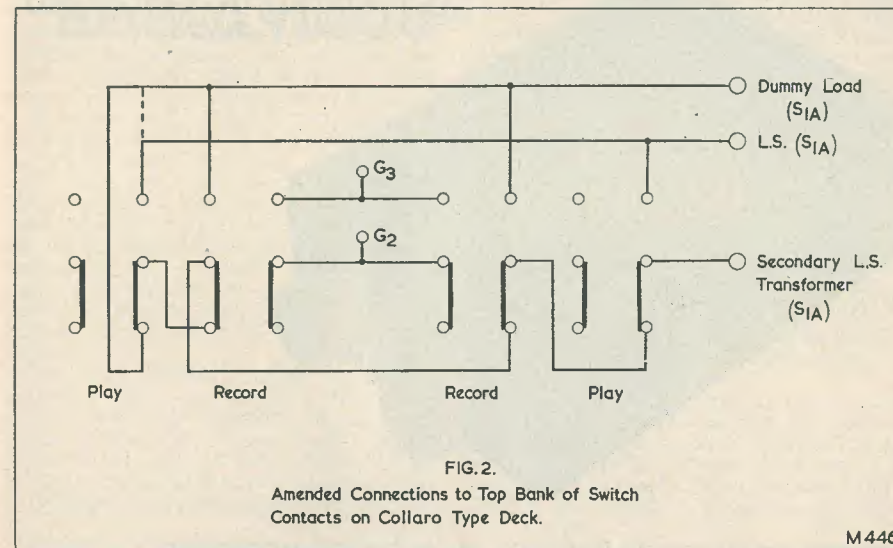 Dummy Load
(S1A)
L.S. (S1A)
G3
G2
Secondary L.S.
Transformer
(S1A)
Play Record Record Play
FIG. 2.
Amended Connections to Top Bank of Switch
Contacts on Collaro Type Deck.